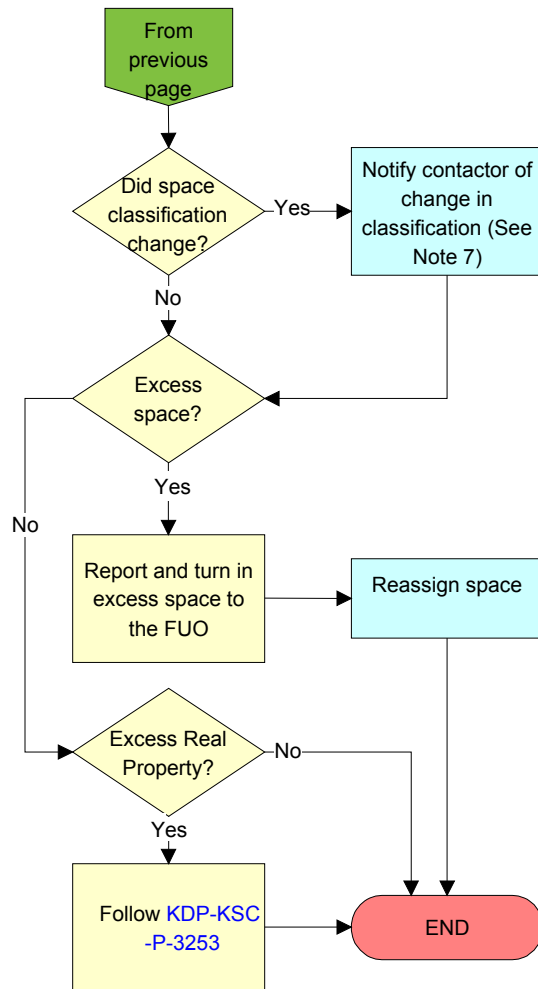 From
previous
page
Did space
classification
change?
Yes
Notify contactor of
change in
classification (See
Note 7)
No
Excess
space?
Yes
No
Report and turn in
excess space to
the FUO
Reassign space
Excess Real
Property?
No
Yes
Follow KDP-KSC
-P-3253
END